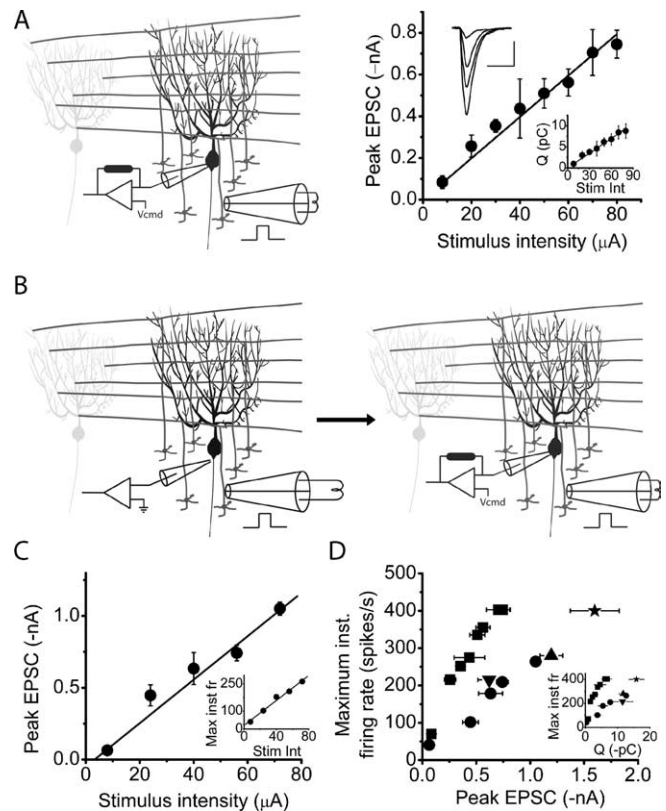 A
Vcmd
Peak EPSC (-nA)
0.8
0.6
0.4
0.2
0.0
0 20 40 60 80
Stimulus intensity (µA)
Q (pC)
10
5
0
0 30 60 90
Stim Int
B
Vcmd
C
Peak EPSC (-nA)
1.0
0.5
0.0
0 20 40 60 80
Stimulus intensity (µA)
Max inst fr
250
100
0
0 40 80
Stim Int
D
Maximum inst.
firing rate (spikes/s)
500
400
300
200
100
0
0.0 0.5 1.0 1.5 2.0
Peak EPSC (-nA)
Max inst fr
400
200
0
0 10 20
Q (-pC)